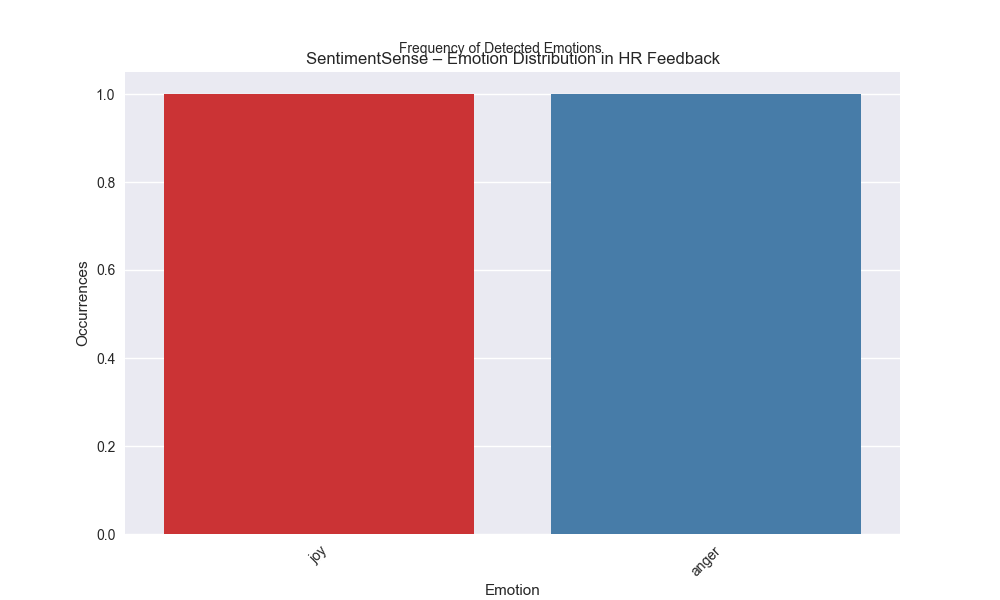 Frequency of Detected Emotions
SentimentSense – Emotion Distribution in HR Feedback
1.0
0.8
0.6
0.4
0.2
0.0
Occurrences
joy
anger
Emotion